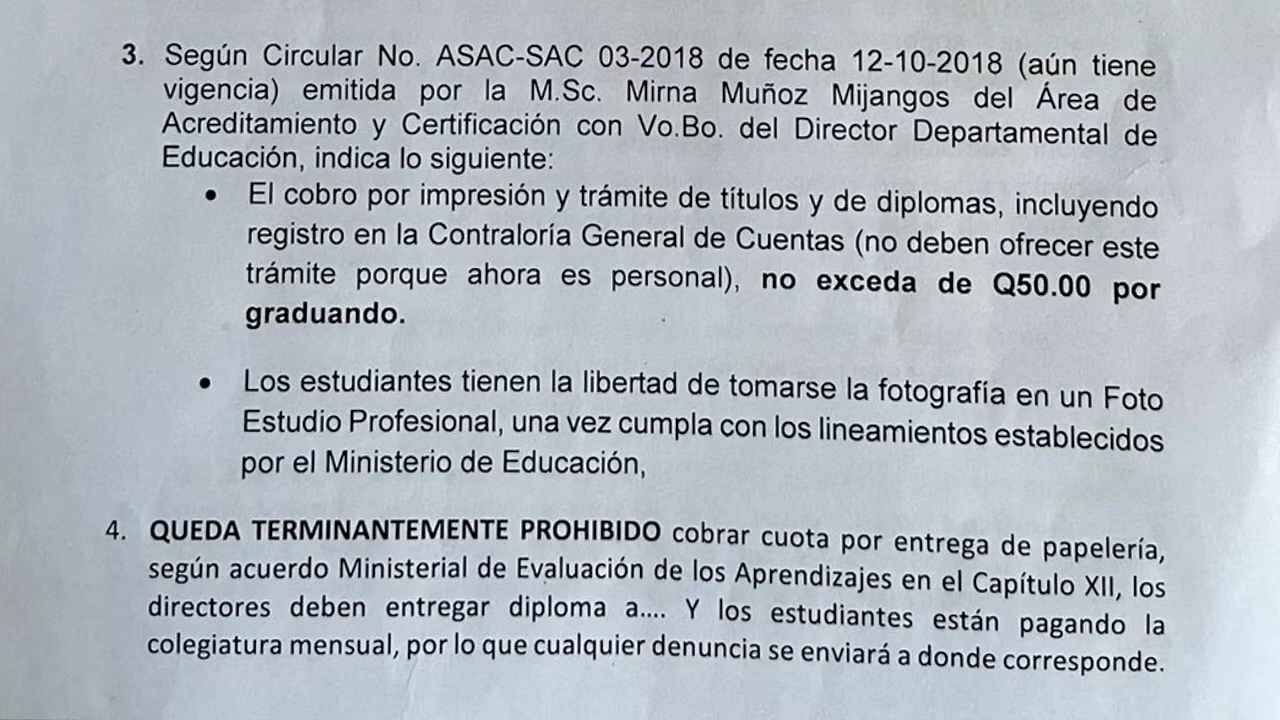 3. Según Circular No. ASAC-SAC 03-2018 de fecha 12-10-2018 (aún tiene
vigencia) emitida por la M.Sc. Mirna Muñoz Mijangos del Área de
Acreditamiento y Certificación con Vo.Bo. del Director Departamental de
Educación, indica lo siguiente:
• El cobro por impresión y trámite de títulos y de diplomas, incluyendo
registro en la Contraloría General de Cuentas (no deben ofrecer este
trámite porque ahora es personal), no exceda de Q50.00 por
graduando.
• Los estudiantes tienen la libertad de tomarse la fotografía en un Foto
Estudio Profesional, una vez cumpla con los lineamientos establecidos
por el Ministerio de Educación,
4. QUEDA TERMINANTEMENTE PROHIBIDO cobrar cuota por entrega de papelería,
según acuerdo Ministerial de Evaluación de los Aprendizajes en el Capítulo XII, los
directores deben entregar diploma a.... Y los estudiantes están pagando la
colegiatura mensual, por lo que cualquier denuncia se enviará a donde corresponde.